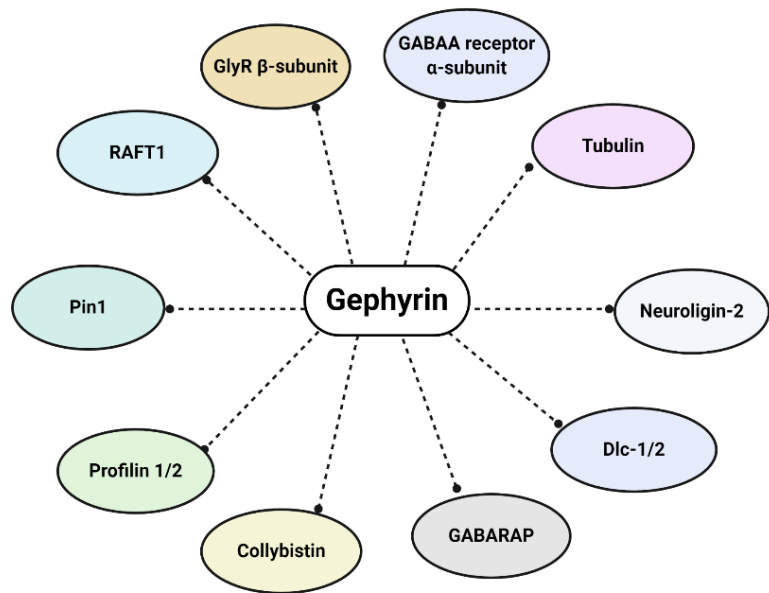 GABAA receptor
α-subunit
GlyR β-subunit
Tubulin
RAFT1
Gephyrin
Pin1
Neuroligin-2
Dlc-1/2
Profilin 1/2
GABARAP
Collybistin